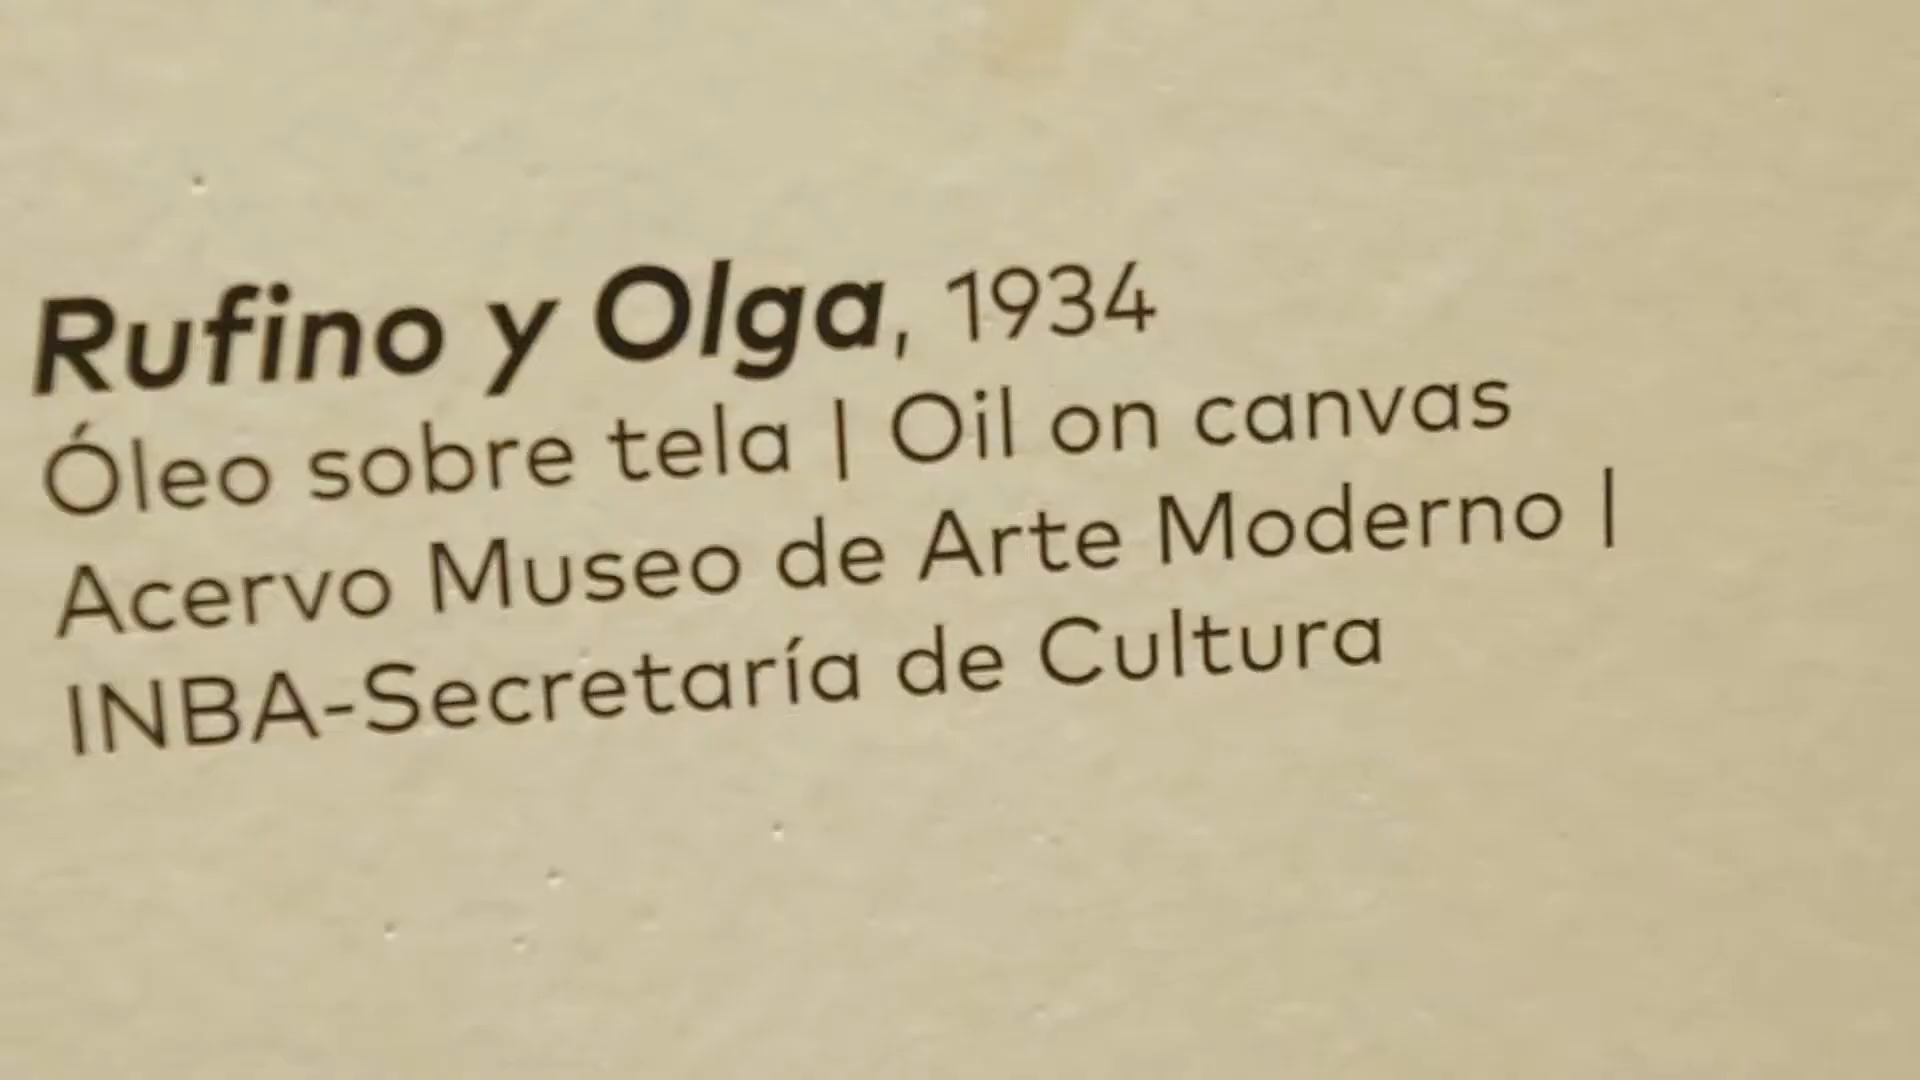 Rufino y Olga, 1934
Óleo sobre tela | Oil on canvas
Acervo Museo de Arte Moderno |
INBA-Secretaría de Cultura